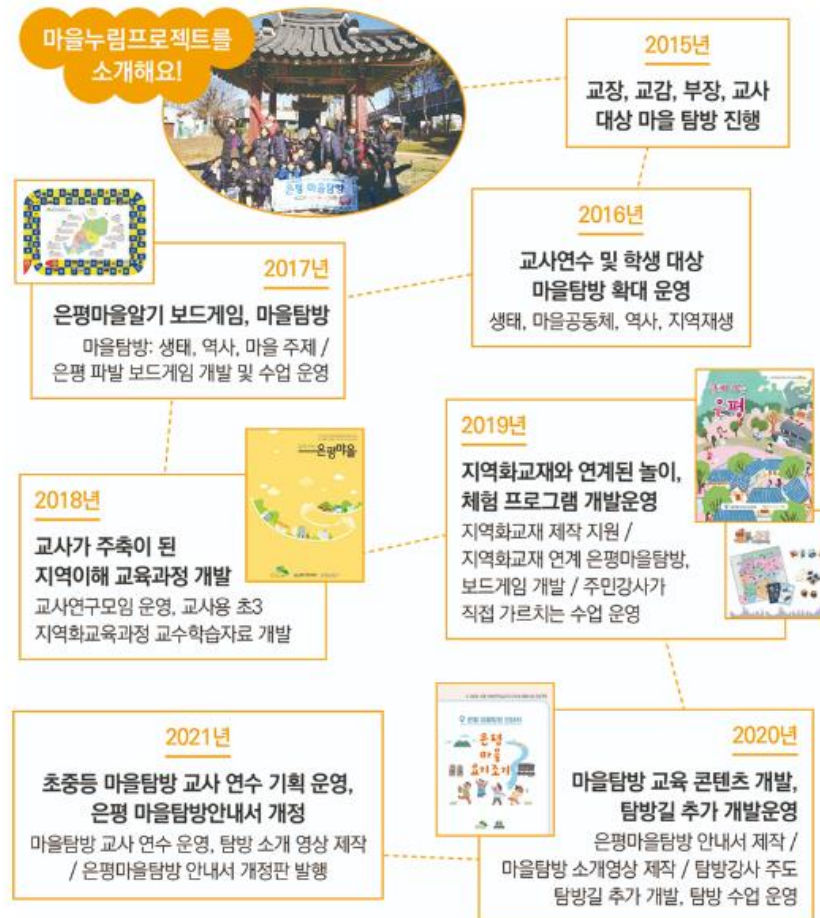 마을누림프로젝트를
소개해요!
은평 마을탐방
2015년
교장, 교감, 부장, 교사
대상 마을 탐방 진행
2016년
교사연수 및 학생 대상
마을탐방 확대 운영
생태, 마을공동체, 역사, 지역재생
2017년
은평마을알기 보드게임, 마을탐방
마을탐방: 생태, 역사, 마을 주제 /
은평 파발 보드게임 개발 및 수업 운영
2018년
교사가 주축이 된
지역이해 교육과정 개발
교사연구모임 운영, 교사용 초3
지역화교육과정 교수학습자료 개발
은평마을
2019년
지역화교재와 연계된 놀이,
체험 프로그램 개발운영
지역화교재 제작 지원 /
지역화교재 연계 은평마을탐방,
보드게임 개발 / 주민강사가
직접 가르치는 수업 운영
은평
2020년
마을탐방 교육 콘텐츠 개발,
탐방길 추가 개발운영
은평마을탐방 안내서 제작 /
마을탐방 소개영상 제작 / 탐방강사 주도
탐방길 추가 개발, 탐방 수업 운영
은평
마을
요기조기
2021년
초중등 마을탐방 교사 연수 기획 운영,
은평 마을탐방안내서 개정
마을탐방 교사 연수 운영, 탐방 소개 영상 제작
/ 은평마을탐방 안내서 개정판 발행